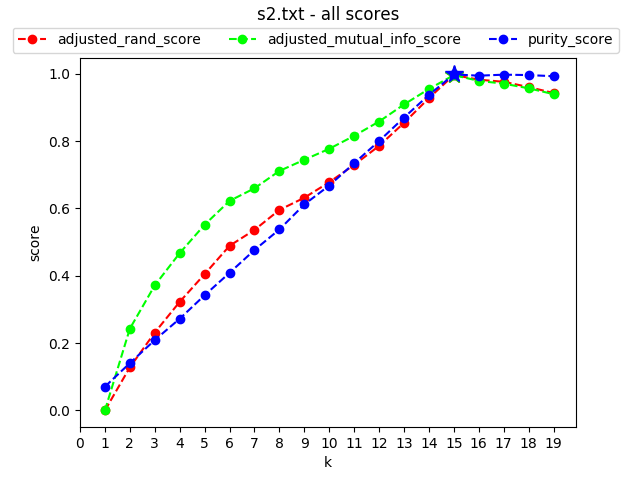 s2.txt - all scores
adjusted_rand_score adjusted_mutual_info_score purity_score
1.0
0.8
0.6
0.4
0.2
0.0
score
0 1 2 3 4 5 6 7 8 9 10 11 12 13 14 15 16 17 18 19
k